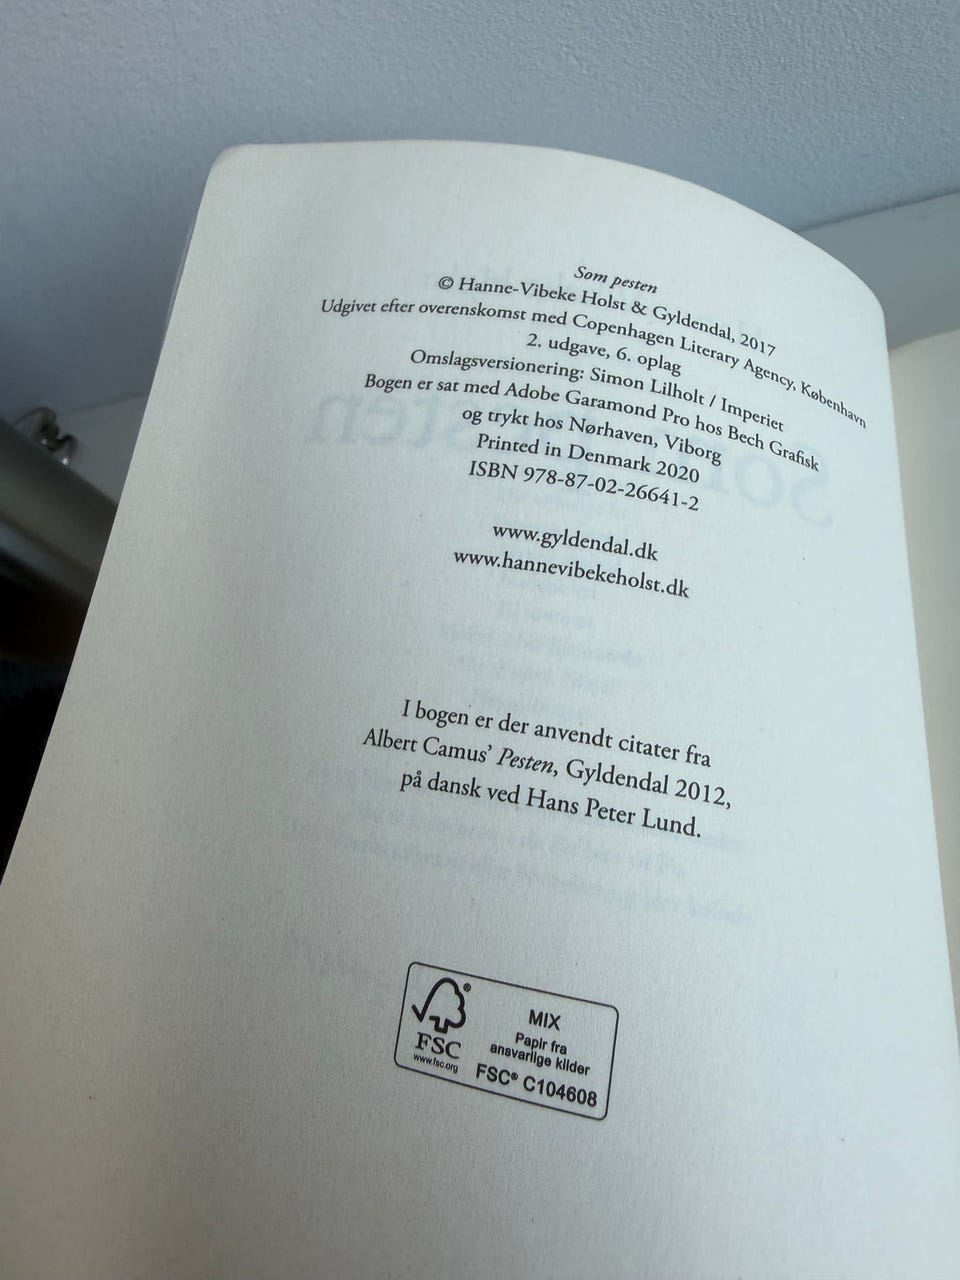 Som pesten
© Hanne-Vibeke Holst & Gyldendal, 2017
Udgivet efter overenskomst med Copenhagen Literary Agency, København
2. udgave, 6. oplag
Omslagsversionering: Simon Lilholt / Imperiet
Bogen er sat med Adobe Garamond Pro hos Bech Grafisk
og trykt hos Nørhaven, Viborg
Printed in Denmark 2020
ISBN 978-87-02-26641-2
www.gyldendal.dk
www.hannevibekeholst.dk
I bogen er der anvendt citater fra
Albert Camus’ Pesten, Gyldendal 2012,
på dansk ved Hans Peter Lund.
FSC
www.fsc.org
MIX
Papir fra
ansvarlige kilder
FSC® C104608